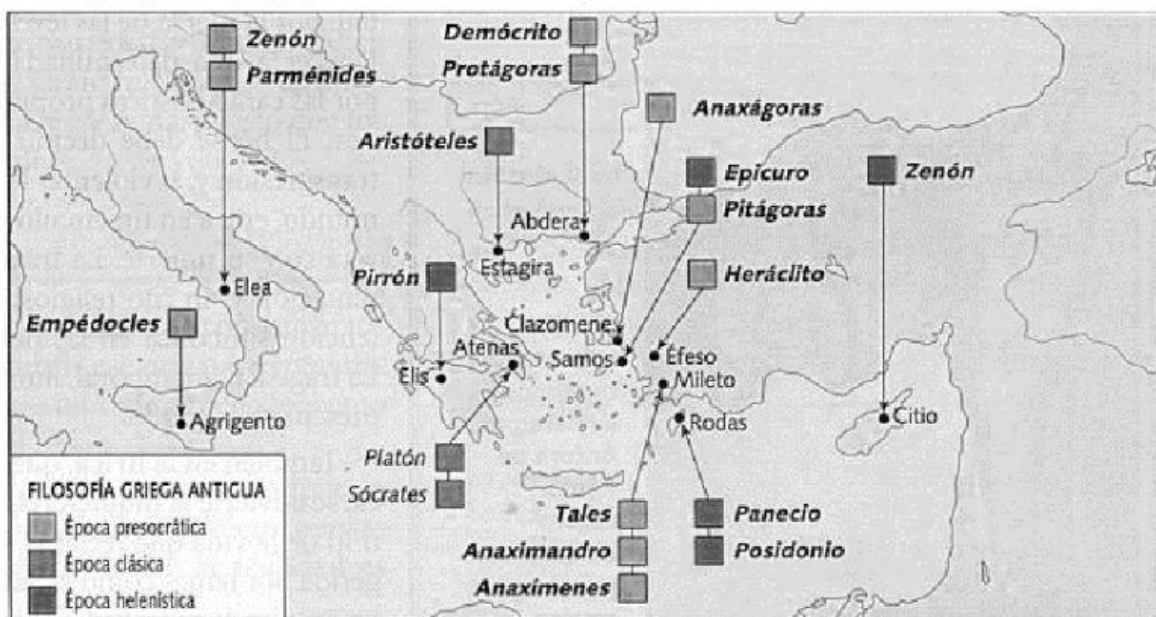 Zenón
Parménides
Demócrito
Protágoras
Anaxágoras
Aristóteles
Epicuro
Pitágoras
Zenón
Abdera
Estagira
Pirrón
Heráclito
Elea
Empédocles
Clazomene
Atenas
Samos
Éfeso
Elis
Mileto
Agrigento
Rodas
Citio
Platón
Sócrates
Tales
Anaximandro
Anaxímenes
Panecio
Posidonio
FILOSOFÍA GRIEGA ANTIGUA
Época presocrática
Época clásica
Época helenística